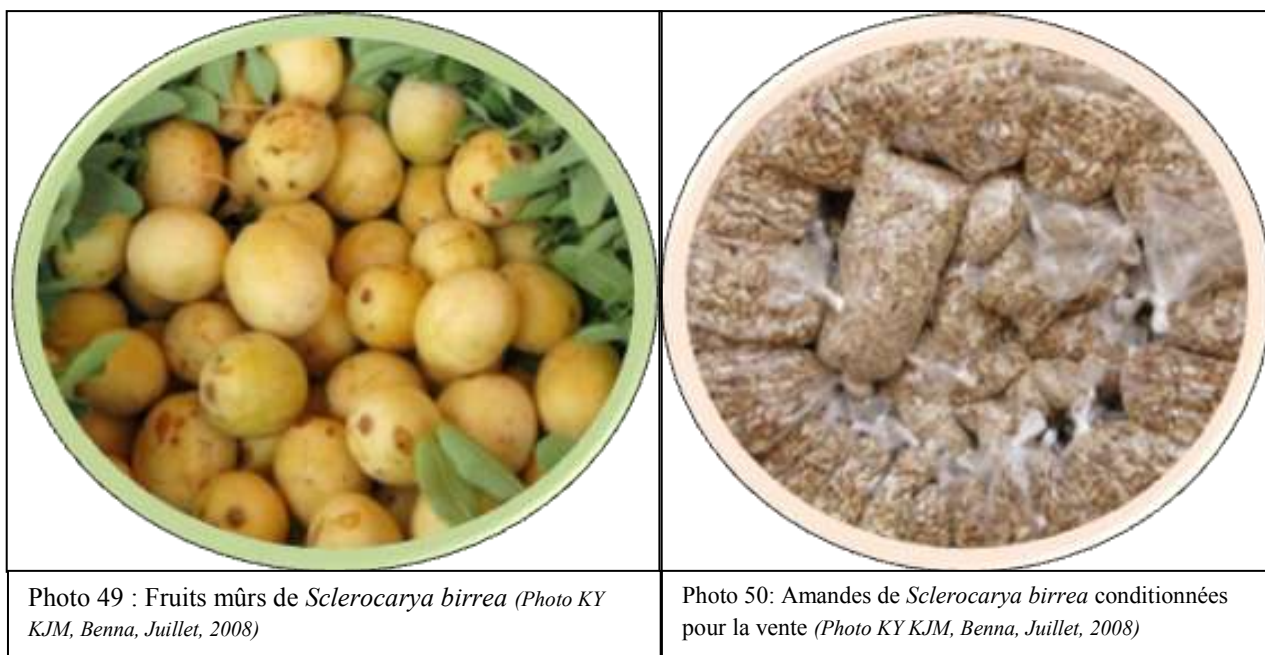 Photo 49 : Fruits mûrs de Sclerocarya birrea (Photo KY
KJM, Benna, Juillet, 2008)
Photo 50: Amandes de Sclerocarya birrea conditionnées
pour la vente (Photo KY KJM, Benna, Juillet, 2008)